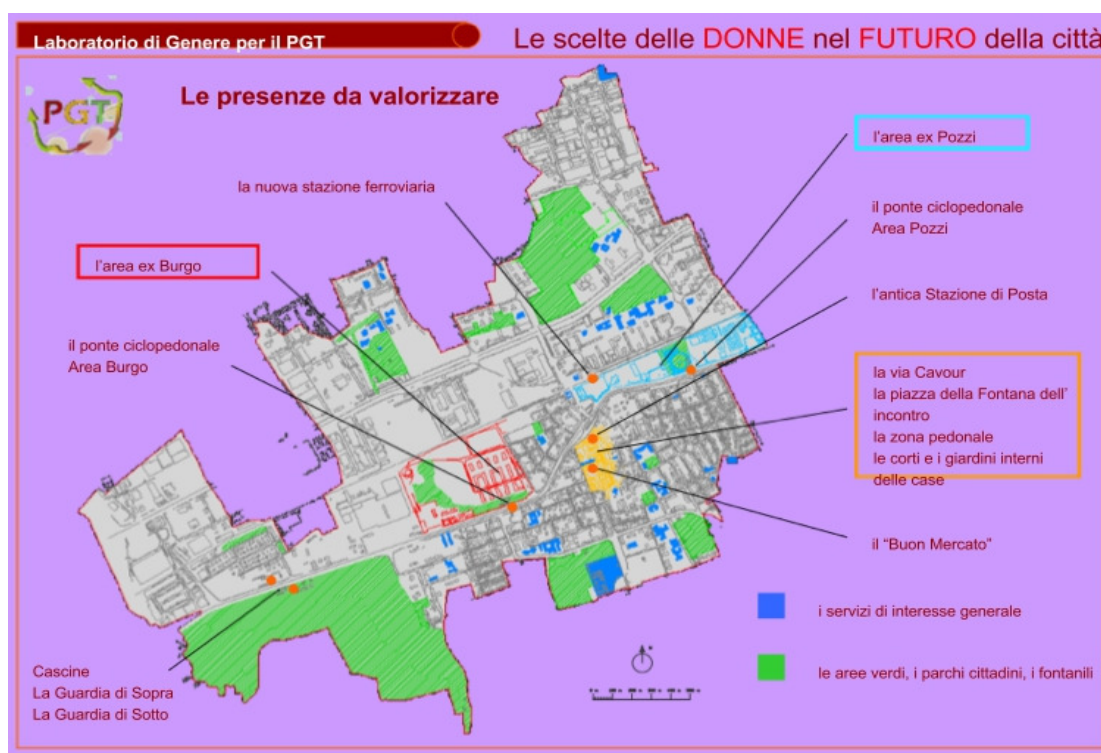 Laboratorio di Genere per il PGT
Le scelte delle DONNE nel FUTURO della città
PGT
Le presenze da valorizzare
l'area ex Pozzi
la nuova stazione ferroviaria
il ponte ciclopedonale
Area Pozzi
l'area ex Burgo
l'antica Stazione di Posta
il ponte ciclopedonale
Area Burgo
la via Cavour
la piazza della Fontana dell'
incontro
la zona pedonale
le corti e i giardini interni
delle case
il “Buon Mercato”
i servizi di interesse generale
Cascine
La Guardia di Sopra
La Guardia di Sotto
le aree verdi, i parchi cittadini, i fontanili